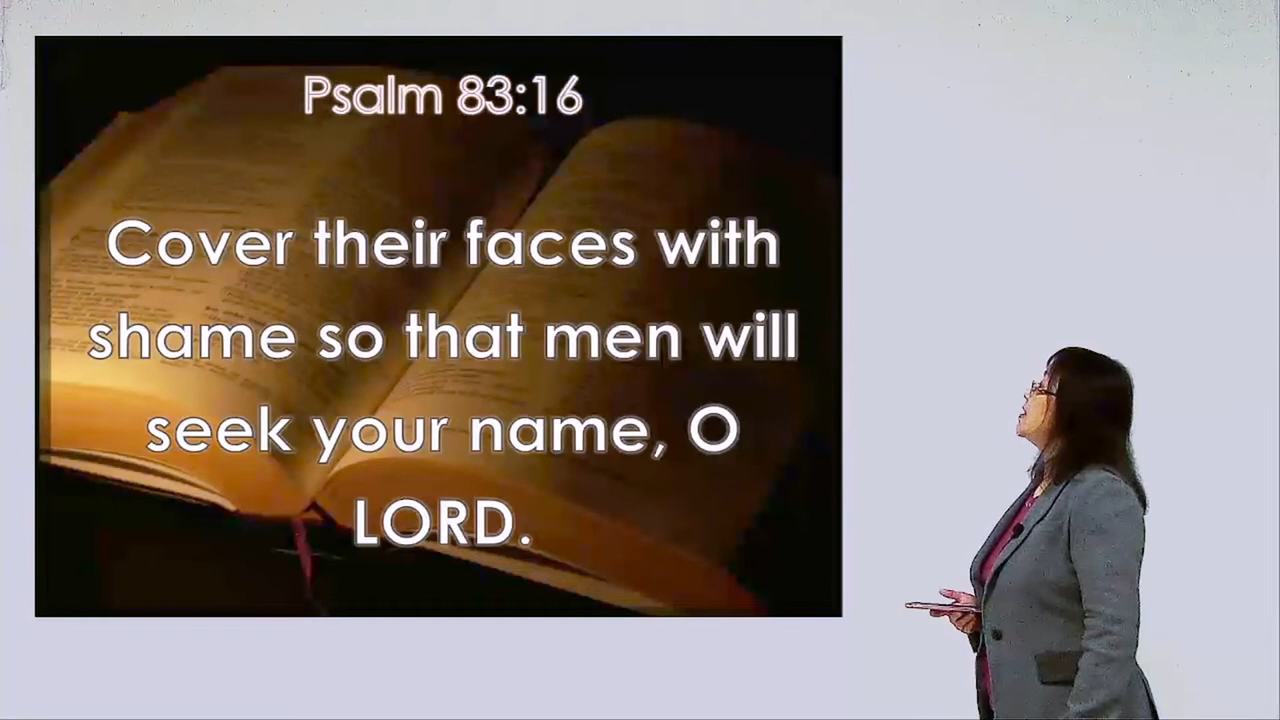 Psalm 83:16
Cover their faces with
shame so that men will
seek your name, O
LORD.